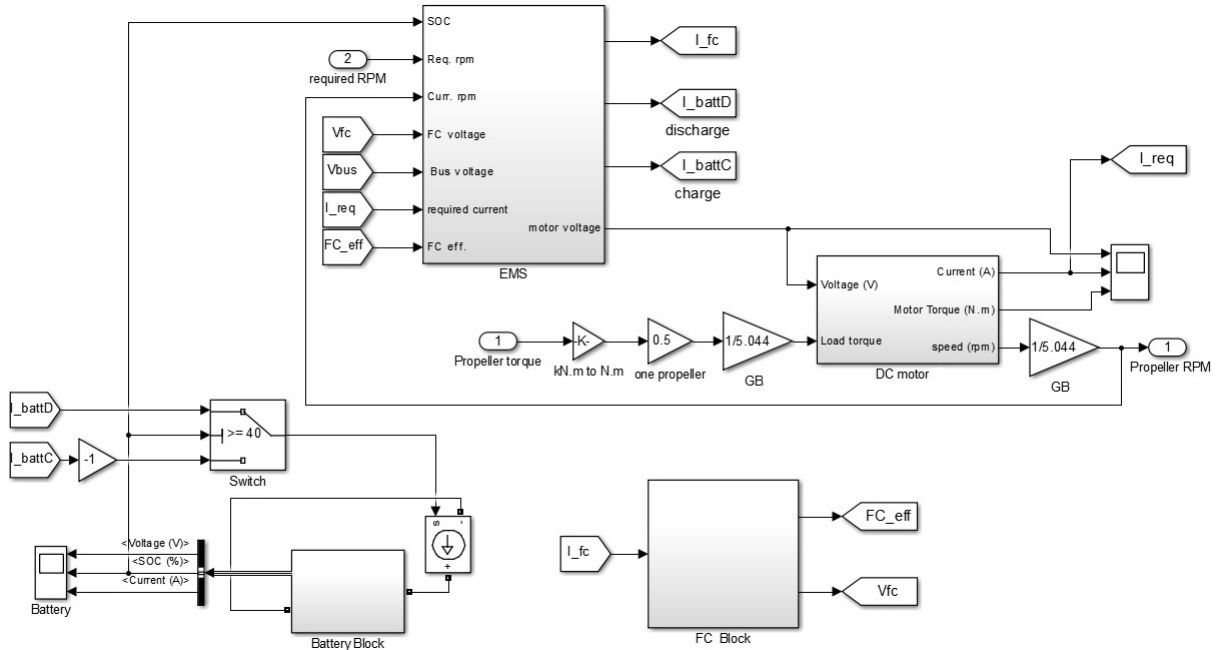 SOC
Req. rpm
Curr. rpm
FC voltage
Bus voltage
required current
FC eff.
motor voltage
EMS
2
required RPM
Vfc
Vbus
I_req
FC_eff
I_fc
I_battD
discharge
I_battC
charge
I_req
1
Propeller torque
-K-
kN.m to N.m
0.5
one propeller
1/5.044
GB
Voltage (V)
Load torque
Current (A)
Motor Torque (N.m)
speed (rpm)
DC motor
1/5.044
GB
1
Propeller RPM
I_battD
I_battC
-1
>= 40
Switch
s
-
+
<Voltage (V)>
<SOC (%)>
<Current (A)>
Battery
Battery Block
I_fc
FC Block
FC_eff
Vfc